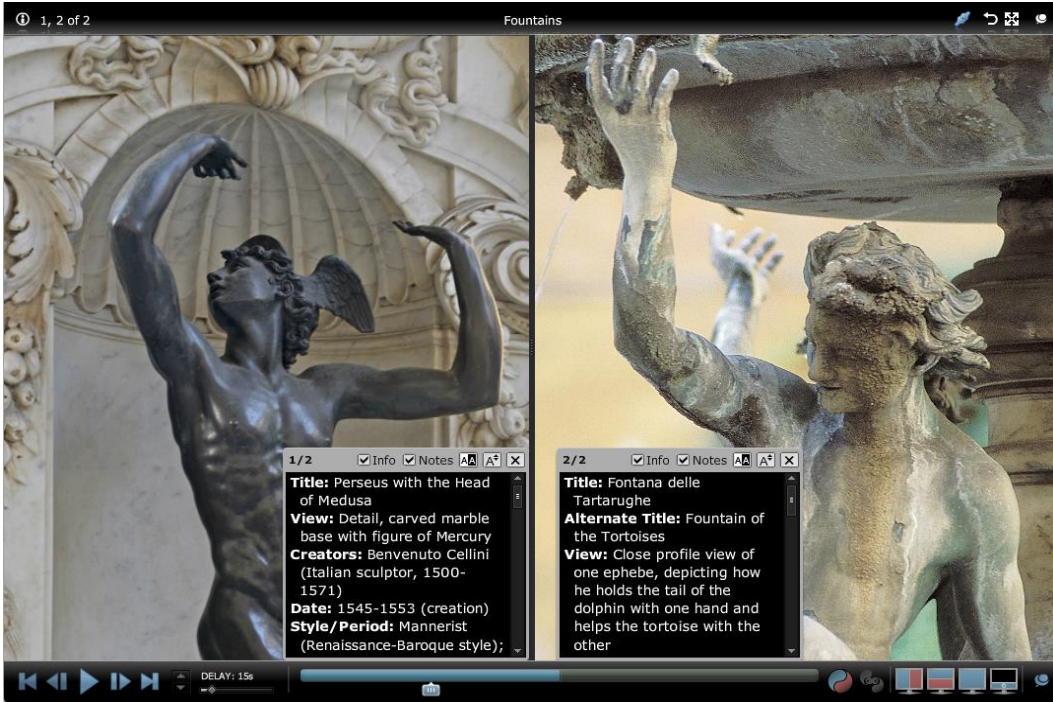 1, 2 of 2
Fountains
1/2
Info
Notes
AA
A
Title: Perseus with the Head
of Medusa
View: Detail, carved marble
base with figure of Mercury
Creators: Benvenuto Cellini
(Italian sculptor, 1500-
1571)
Date: 1545-1553 (creation)
Style/Period: Mannerist
(Renaissance-Baroque style);
2/2
Info
Notes
AA
A
Title: Fontana delle
Tartarughe
Alternate Title: Fountain of
the Tortoises
View: Close profile view of
one ephebe, depicting how
he holds the tail of the
dolphin with one hand and
helps the tortoise with the
other
DELAY: 15s